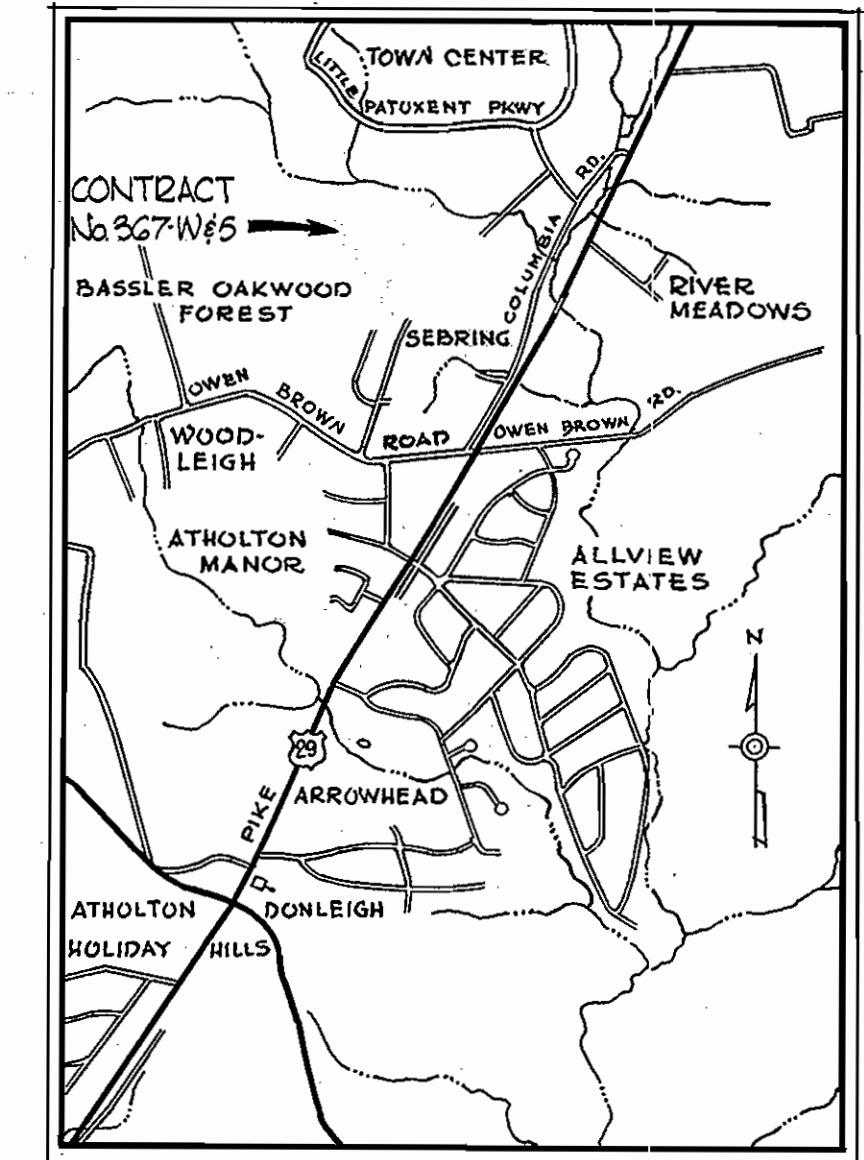 TOWN CENTER
LITTLE
PATUXENT PKWY
CONTRACT
No. 367-W&S
RD.
COLUMBIA
BASSLER OAKWOOD
FOREST
RIVER
MEADOWS
SEBRING
OWEN
BROWN
ROAD
OWEN BROWN
RD.
WOOD-
LEIGH
ATHOLTON
MANOR
ALLVIEW
ESTATES
N
29
PIKE
ARROWHEAD
ATHOLTON
DONLEIGH
HOLIDAY HILLS